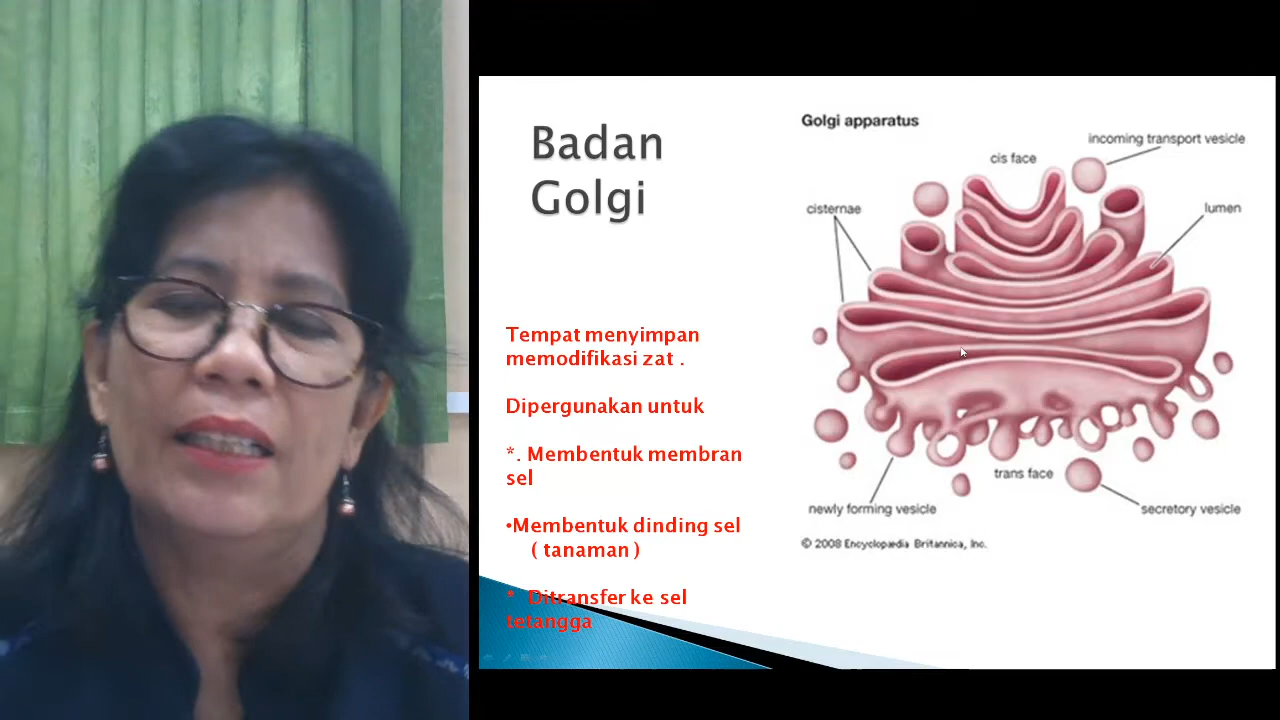 Badan
Golgi
Tempat menyimpan
memodifikasi zat .
Dipergunakan untuk
*. Membentuk membran
sel
•Membentuk dinding sel
( tanaman )
* Ditransfer ke sel
tetangga
Golgi apparatus
incoming transport vesicle
cis face
cisternae
lumen
trans face
newly forming vesicle
secretory vesicle
© 2008 Encyclopædia Britannica, Inc.